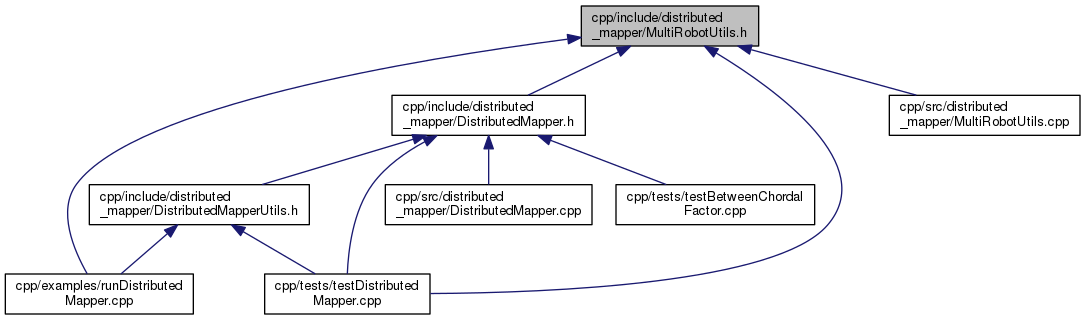 cpp/include/distributed
_mapper/MultiRobotUtils.h
cpp/include/distributed
_mapper/DistributedMapper.h
cpp/src/distributed
_mapper/MultiRobotUtils.cpp
cpp/include/distributed
_mapper/DistributedMapperUtils.h
cpp/src/distributed
_mapper/DistributedMapper.cpp
cpp/tests/testBetweenChordal
Factor.cpp
cpp/examples/runDistributed
Mapper.cpp
cpp/tests/testDistributed
Mapper.cpp